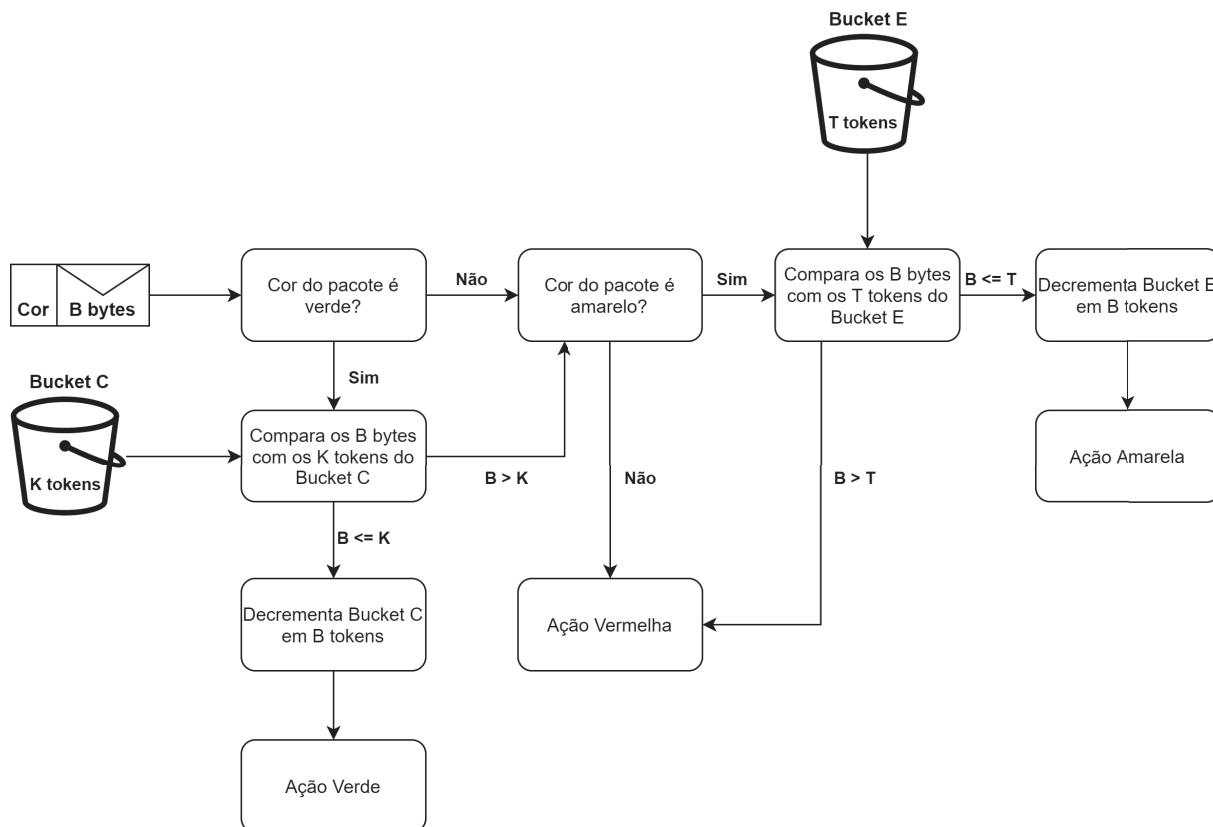 Bucket E
T tokens
Cor
B bytes
Cor do pacote é
verde?
Não
Cor do pacote é
amarelo?
Sim
Compara os B bytes
com os T tokens do
Bucket E
B <= T
Decrementa Bucket E
em B tokens
Sim
Bucket C
K tokens
Compara os B bytes
com os K tokens do
Bucket C
B > K
Não
B > T
Ação Amarela
B <= K
Decrementa Bucket C
em B tokens
Ação Vermelha
Ação Verde